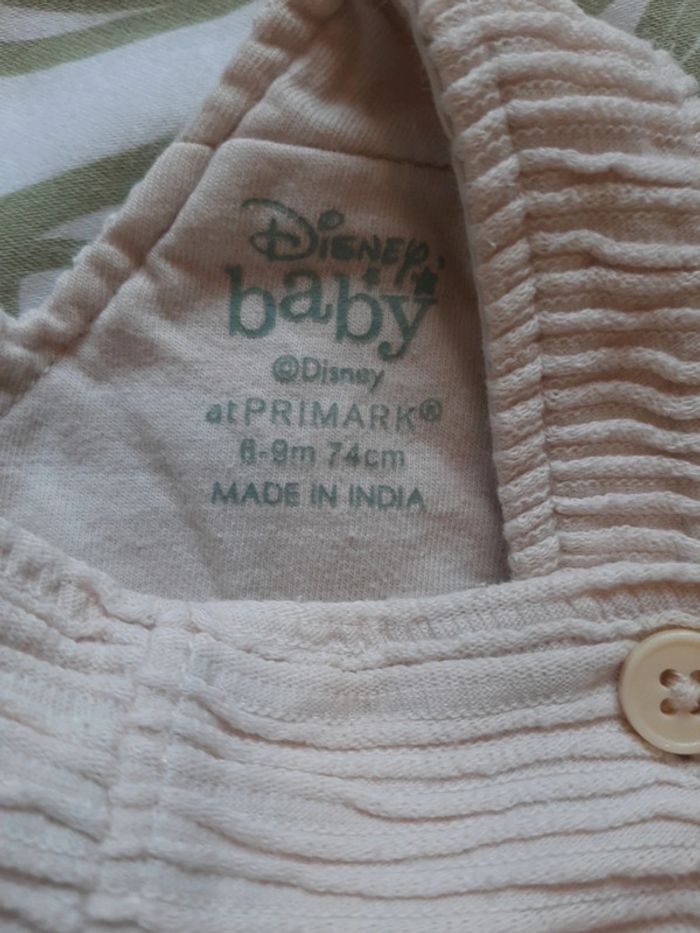 Disney
baby
©Disney
at PRIMARK®
6-9m 74cm
MADE IN INDIA